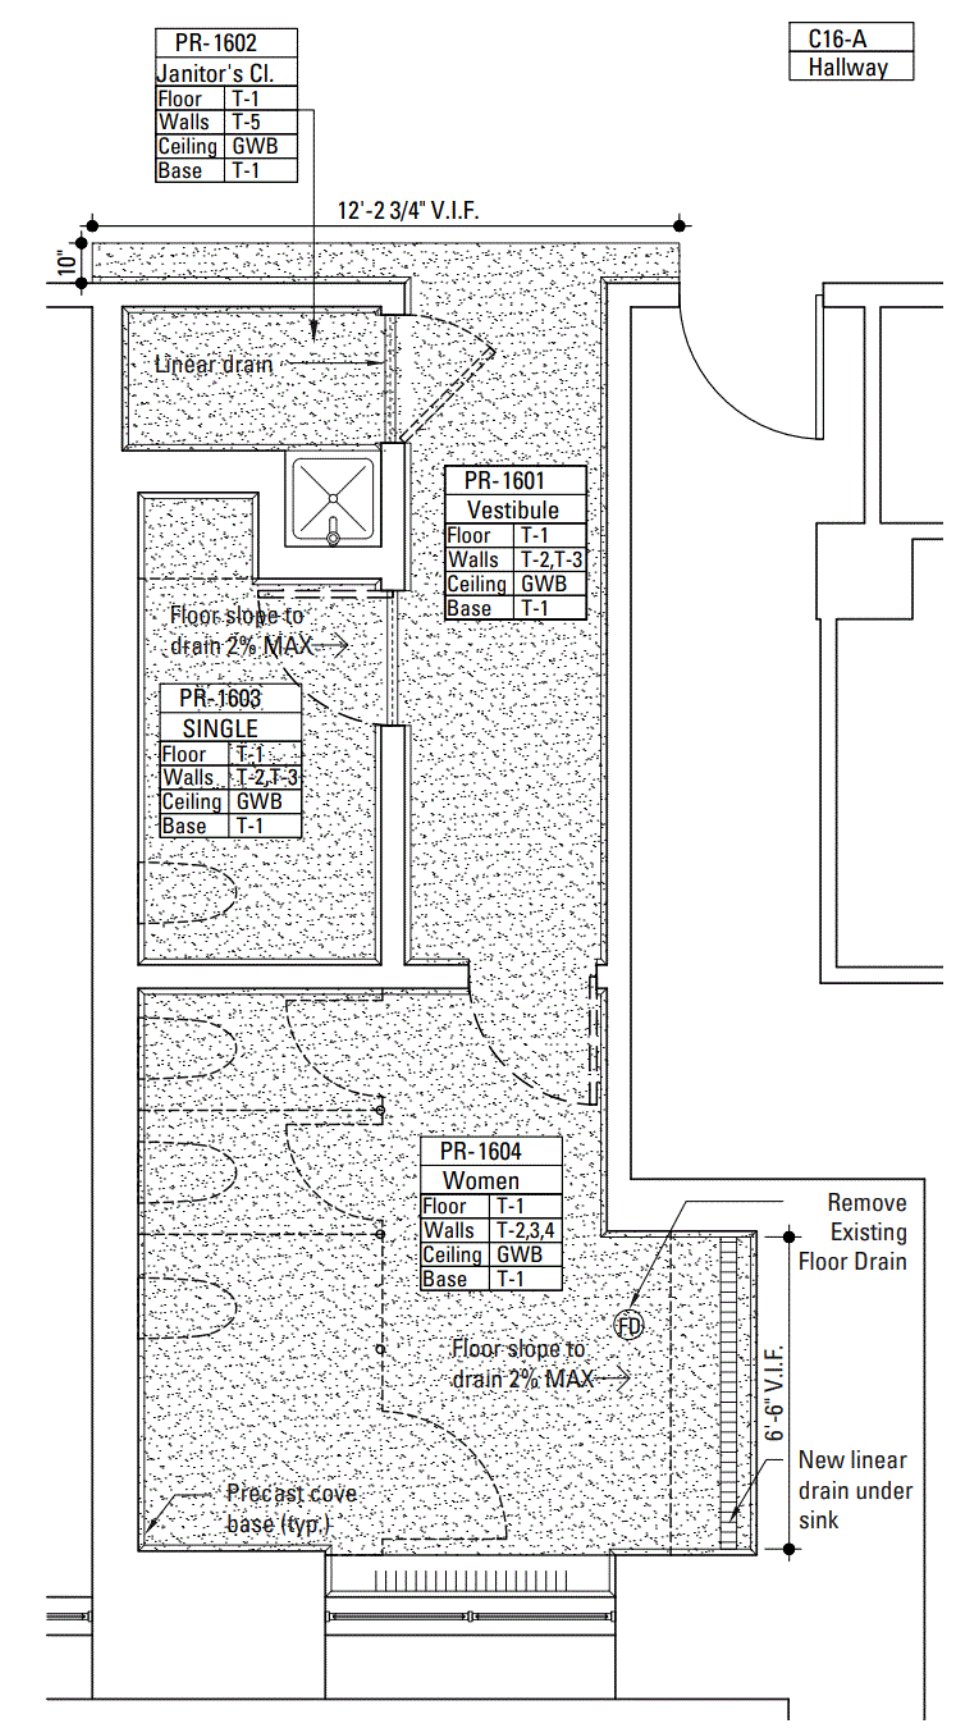 PR-1602
Janitor's Cl.
Floor T-1
Walls T-5
Ceiling GWB
Base T-1
C16-A
Hallway
12'-2 3/4" V.I.F.
10"
Linear drain
PR-1601
Vestibule
Floor T-1
Walls T-2,T-3
Ceiling GWB
Base T-1
Floor slope to
drain 2% MAX
PR-1603
SINGLE
Floor T-1
Walls T-2,T-3
Ceiling GWB
Base T-1
PR-1604
Women
Floor T-1
Walls T-2,3,4
Ceiling GWB
Base T-1
Remove
Existing
Floor Drain
FD
Floor slope to
drain 2% MAX
6'-6" V.I.F.
New linear
drain under
sink
Precast cove
base (typ.)